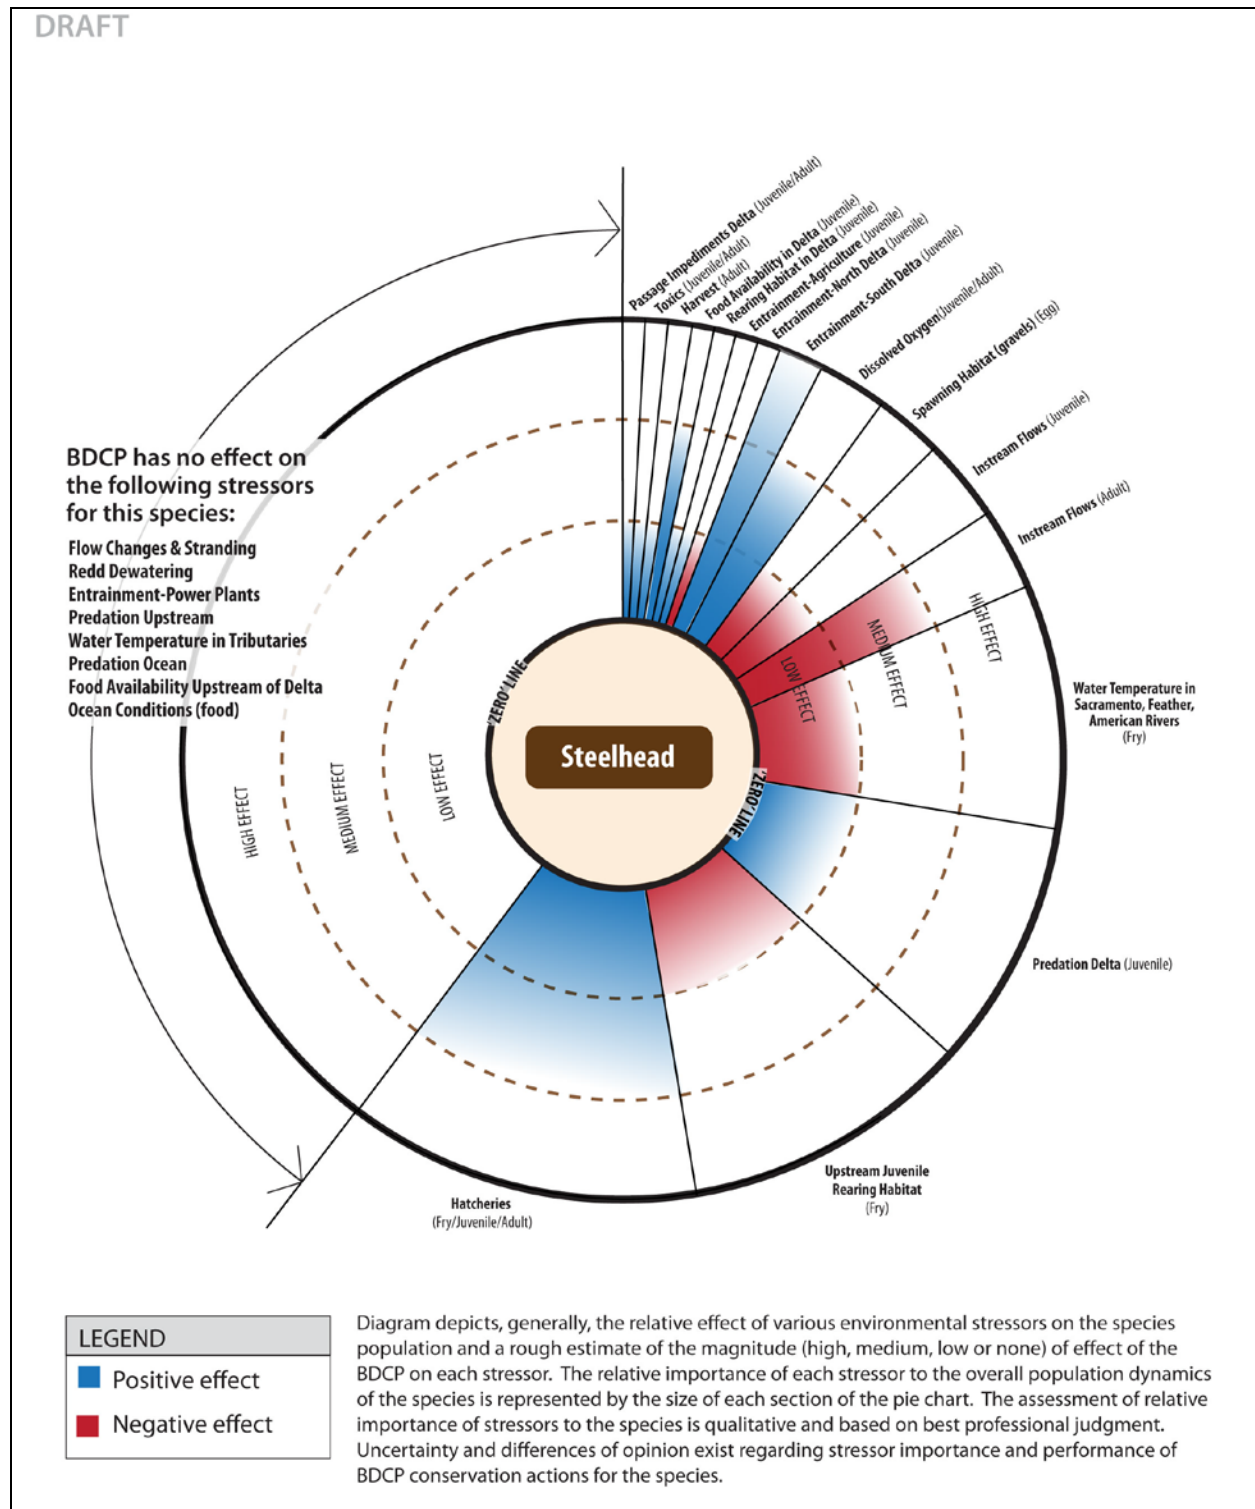 DRAFT
Passage Impediments Delta (Juvenile/Adult)
Toxics (Juvenile/Adult)
Harvest (Adult)
Food Availability in Delta (Juvenile)
Rearing Habitat in Delta (Juvenile)
Entrainment-Agriculture (Juvenile)
Entrainment-North Delta (Juvenile)
Entrainment-South Delta (Juvenile)
Dissolved Oxygen(Juvenile/Adult)
Spawning Habitat (gravels) (Egg)
Instream Flows (Juvenile)
Instream Flows (Adult)
BDCP has no effect on
the following stressors
for this species:
Flow Changes & Stranding
Redd Dewatering
Entrainment-Power Plants
Predation Upstream
Water Temperature in Tributaries
Predation Ocean
Food Availability Upstream of Delta
Ocean Conditions (food)
HIGH EFFECT
MEDIUM EFFECT
LOW EFFECT
'ZERO' LINE
Steelhead
'ZERO' LINE
LOW EFFECT
MEDIUM EFFECT
HIGH EFFECT
Water Temperature in
Sacramento, Feather,
American Rivers
(Fry)
Predation Delta (Juvenile)
Upstream Juvenile
Rearing Habitat
(Fry)
Hatcheries
(Fry/Juvenile/Adult)
LEGEND
Positive effect
Negative effect
Diagram depicts, generally, the relative effect of various environmental stressors on the species
population and a rough estimate of the magnitude (high, medium, low or none) of effect of the
BDCP on each stressor. The relative importance of each stressor to the overall population dynamics
of the species is represented by the size of each section of the pie chart. The assessment of relative
importance of stressors to the species is qualitative and based on best professional judgment.
Uncertainty and differences of opinion exist regarding stressor importance and performance of
BDCP conservation actions for the species.